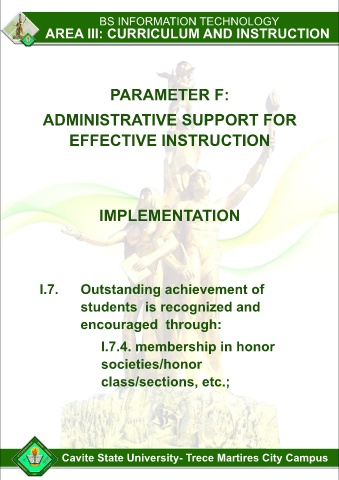 BS INFORMATION TECHNOLOGY
AREA III: CURRICULUM AND INSTRUCTION
PARAMETER F:
ADMINISTRATIVE SUPPORT FOR
EFFECTIVE INSTRUCTION
IMPLEMENTATION
I.7. Outstanding achievement of
students is recognized and
encouraged through:
I.7.4. membership in honor
societies/honor
class/sections, etc.;
Cavite State University- Trece Martires City Campus